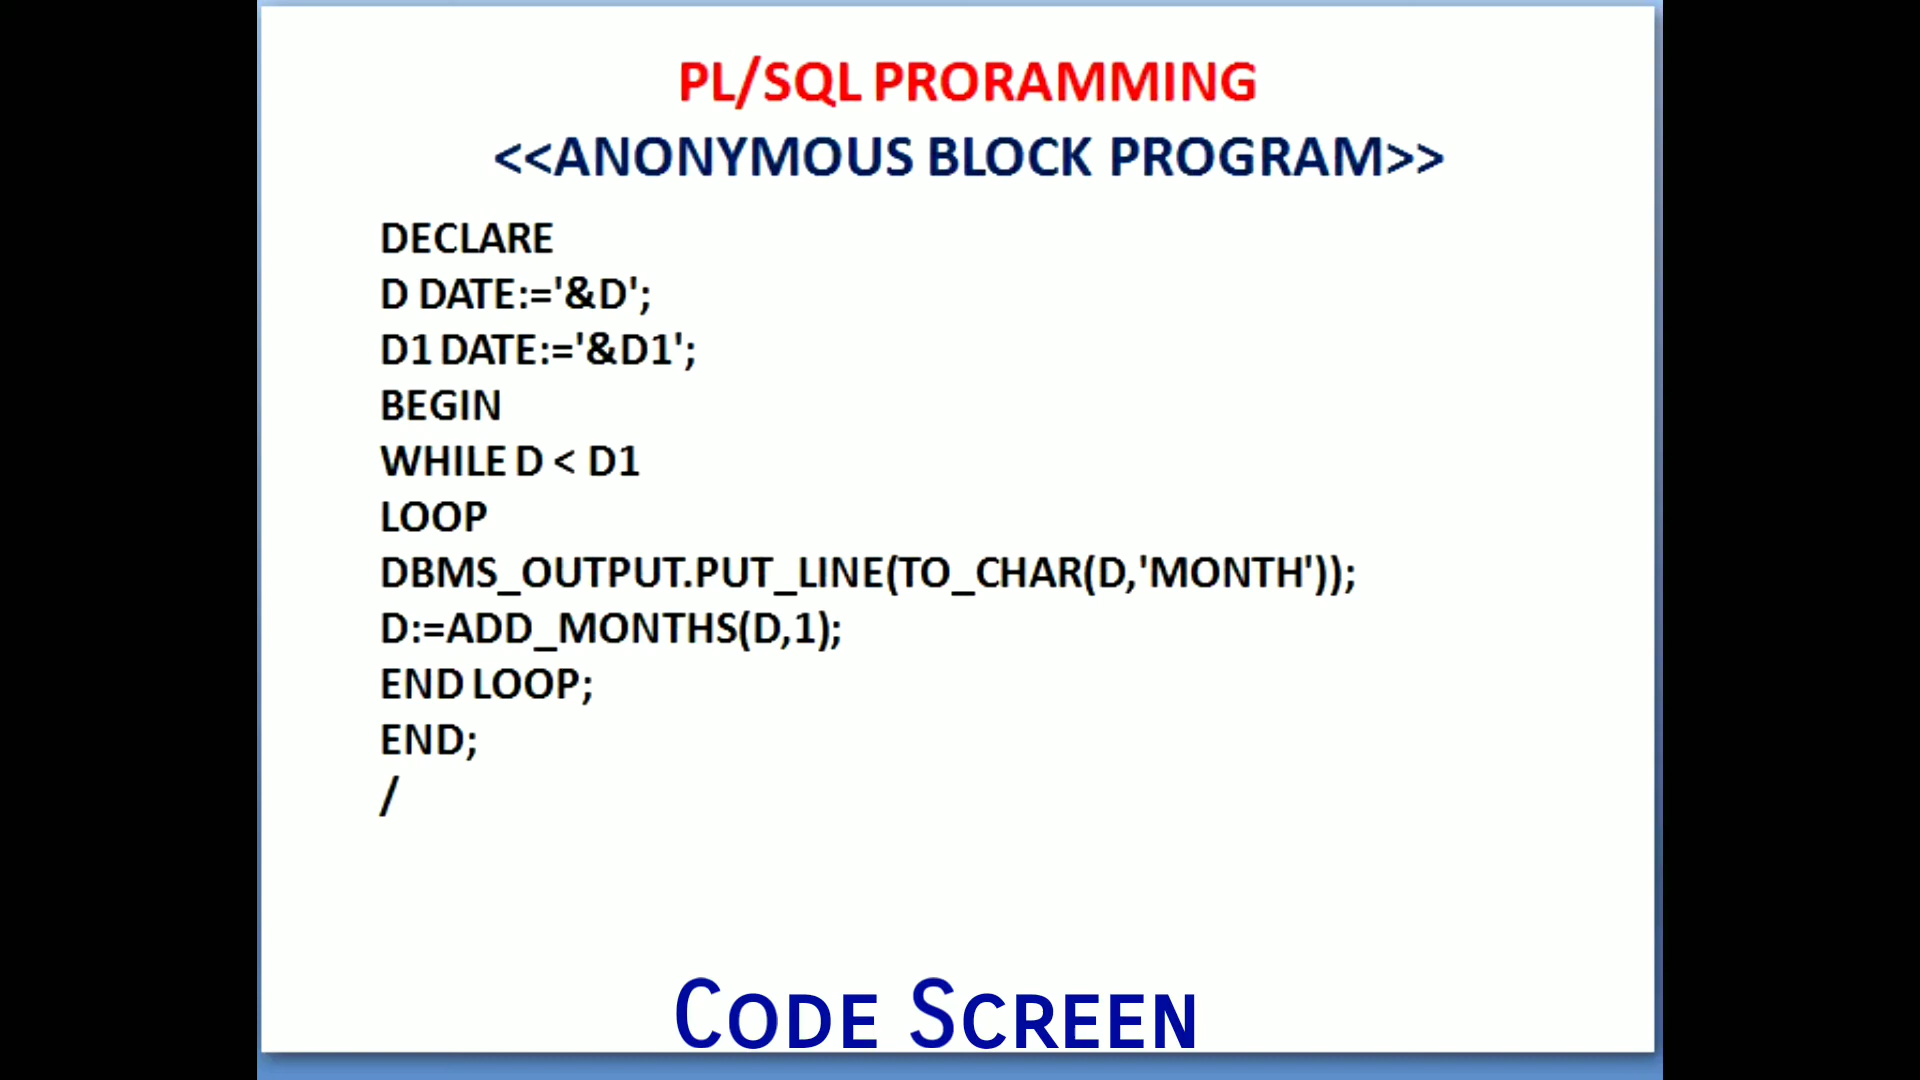 PL/SQL PRORAMMING
<<ANONYMOUS BLOCK PROGRAM>>
DECLARE
D DATE:='&D';
D1 DATE:='&D1';
BEGIN
WHILE D < D1
LOOP
DBMS_OUTPUT.PUT_LINE(TO_CHAR(D,'MONTH'));
D:=ADD_MONTHS(D,1);
END LOOP;
END;
/
CODE SCREEN